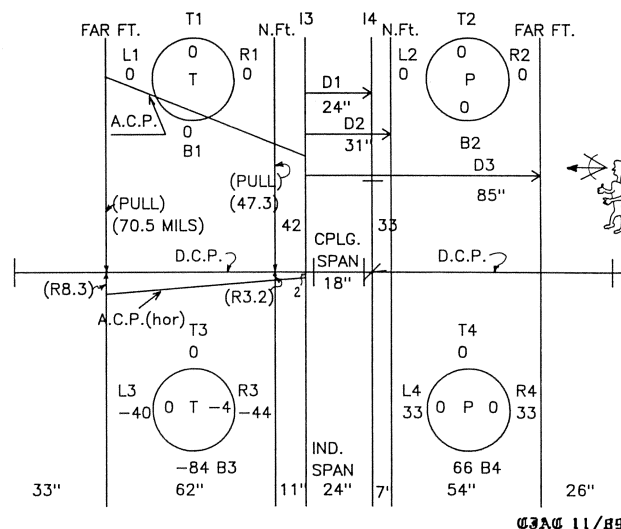 T1 I3 I4 T2
FAR FT. N.Ft. N.Ft. FAR FT.
L1 0 R1 L2 0 R2
0 T 0 0 P 0
D1
24"
A.C.P. 0 0
D2
B1 31" B2
D3
(PULL)
(47.3) 85"
(PULL)
(70.5 MILS) 42 33
D.C.P. CPLG. D.C.P.
SPAN
(R8.3) (R3.2) 2 18"
A.C.P.(hor)
T3 T4
0 0
L3 R3 L4 R4
-40 0 T -4 -44 33 0 P 0 33
-84 B3 IND. 66 B4
SPAN
33" 62" 11" 24" 7' 54" 26"
CJAC 11/89